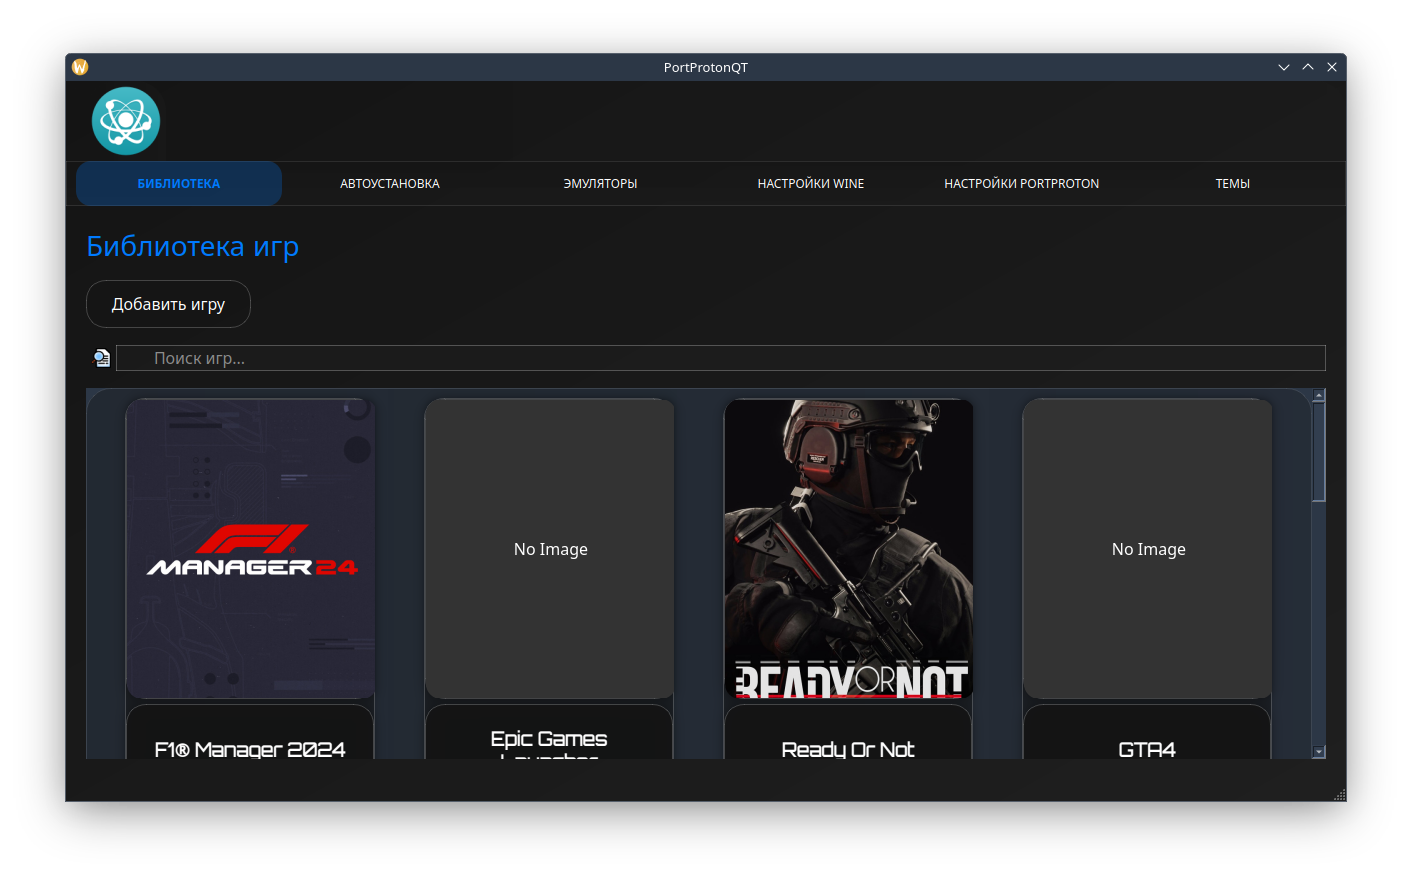 PortProtonQT
БИБЛИОТЕКА
АВТОУСТАНОВКА
ЭМУЛЯТОРЫ
НАСТРОЙКИ WINE
НАСТРОЙКИ PORTPROTON
ТЕМЫ
Библиотека игр
Добавить игру
Поиск игр...
F1®
MANAGER 24
No Image
READY OR NOT
No Image
F1® Manager 2024
Epic Games
Launcher
Ready Or Not
GTA4